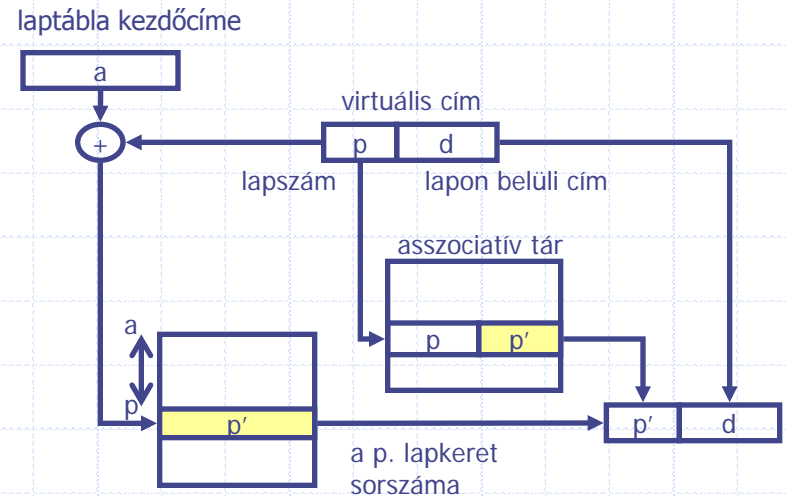 laptábla kezdőcíme
a
virtuális cím
+
p d
lapszám lapon belüli cím
asszociatív tár
a
p p′
p
p′
p′ d
a p. lapkeret
sorszáma